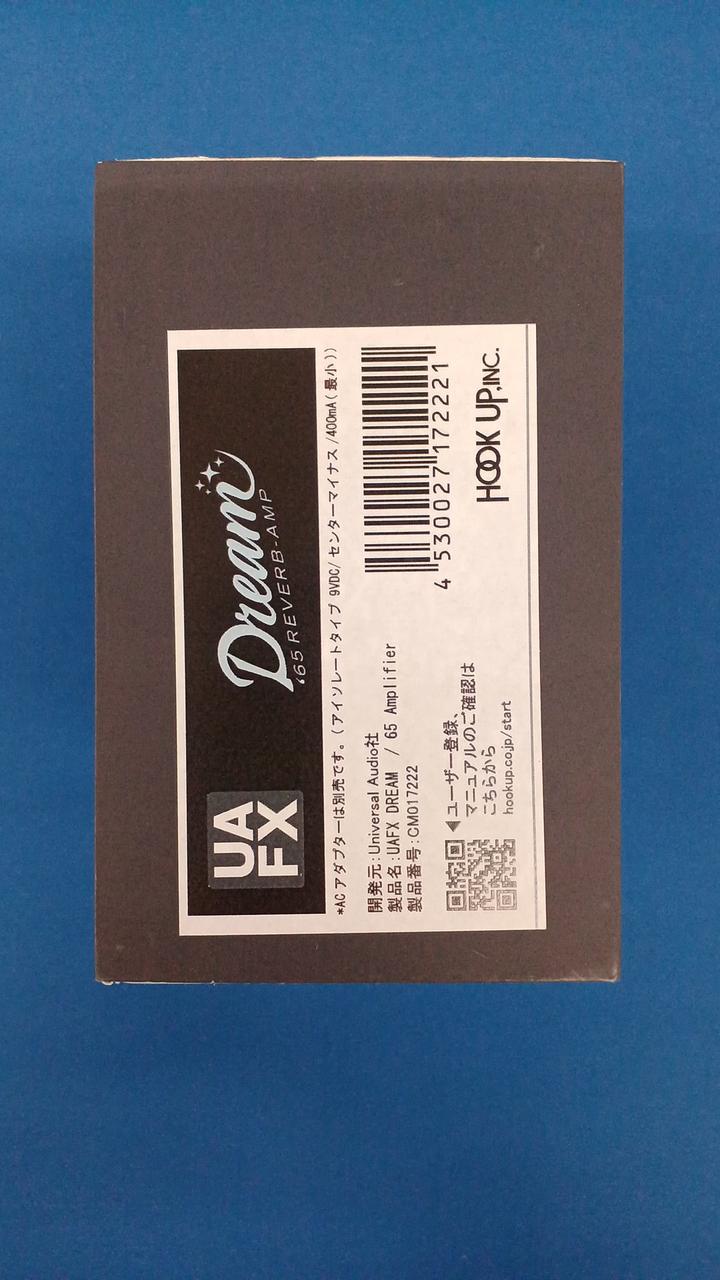 UA
FX
Dream
'65 REVERB-AMP
*ACアダプターは別売です。(アイソレートタイプ 9VDC/センターマイナス/400mA(最小))
開発元:Universal Audio社
製品名:UAFX DREAM / 65 Amplifier
製品番号:CM017222
4 530027 172221
◀ユーザー登録、
マニュアルのご確認は
こちらから
hookup.co.jp/start
HOOK UP,INC.